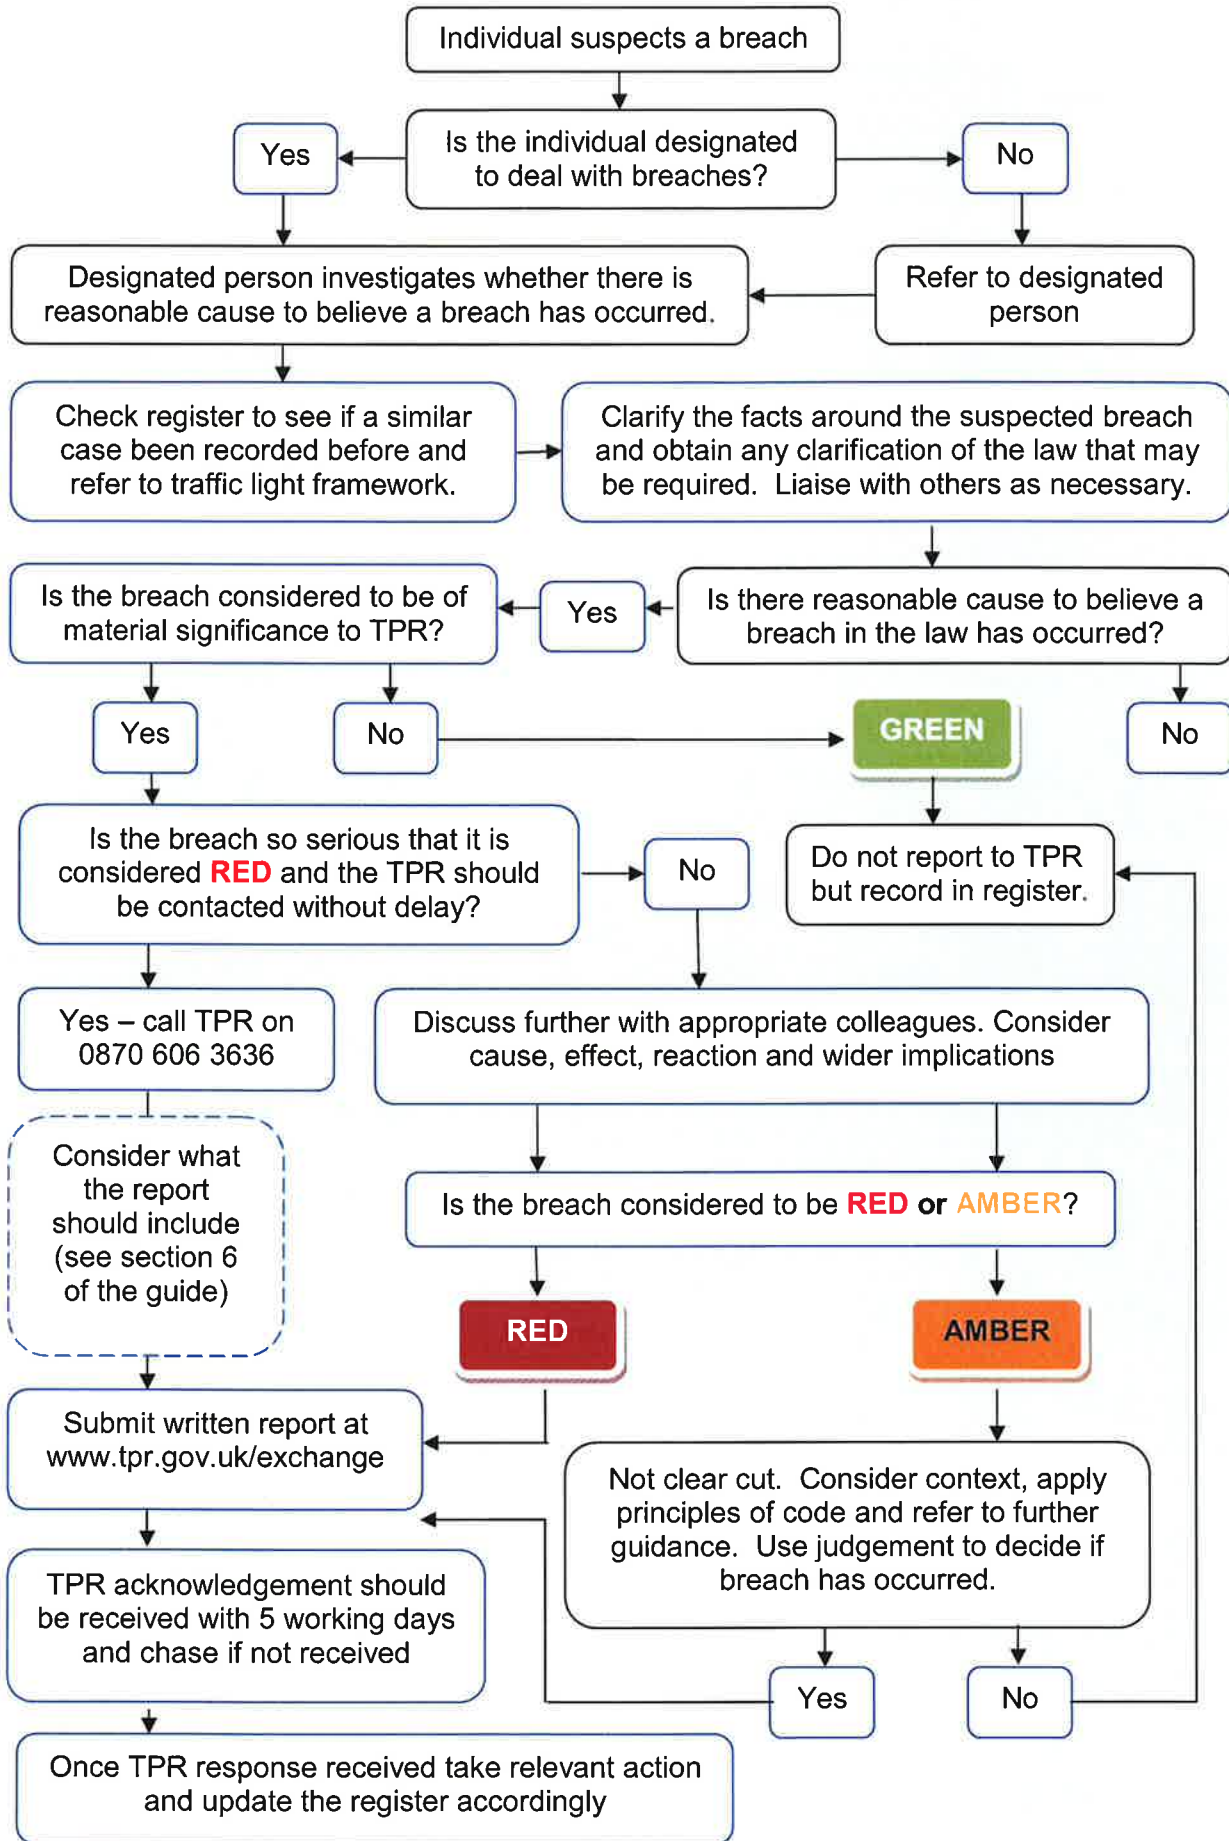 Individual suspects a breach
Is the individual designated
to deal with breaches?
Yes
No
Designated person investigates whether there is
reasonable cause to believe a breach has occurred.
Refer to designated
person
Check register to see if a similar
case been recorded before and
refer to traffic light framework.
Clarify the facts around the suspected breach
and obtain any clarification of the law that may
be required. Liaise with others as necessary.
Is the breach considered to be of
material significance to TPR?
Yes
Is there reasonable cause to believe a
breach in the law has occurred?
Yes
No
GREEN
No
Is the breach so serious that it is
considered RED and the TPR should
be contacted without delay?
No
Do not report to TPR
but record in register.
Yes – call TPR on
0870 606 3636
Discuss further with appropriate colleagues. Consider
cause, effect, reaction and wider implications
Consider what
the report
should include
(see section 6
of the guide)
Is the breach considered to be RED or AMBER?
RED
AMBER
Submit written report at
www.tpr.gov.uk/exchange
Not clear cut. Consider context, apply
principles of code and refer to further
guidance. Use judgement to decide if
breach has occurred.
TPR acknowledgement should
be received with 5 working days
and chase if not received
Yes
No
Once TPR response received take relevant action
and update the register accordingly